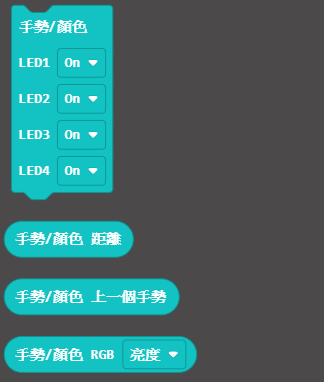 手勢/顏色
LED1 On
LED2 On
LED3 On
LED4 On
手勢/顏色 距離
手勢/顏色 上一個手勢
手勢/顏色 RGB 亮度